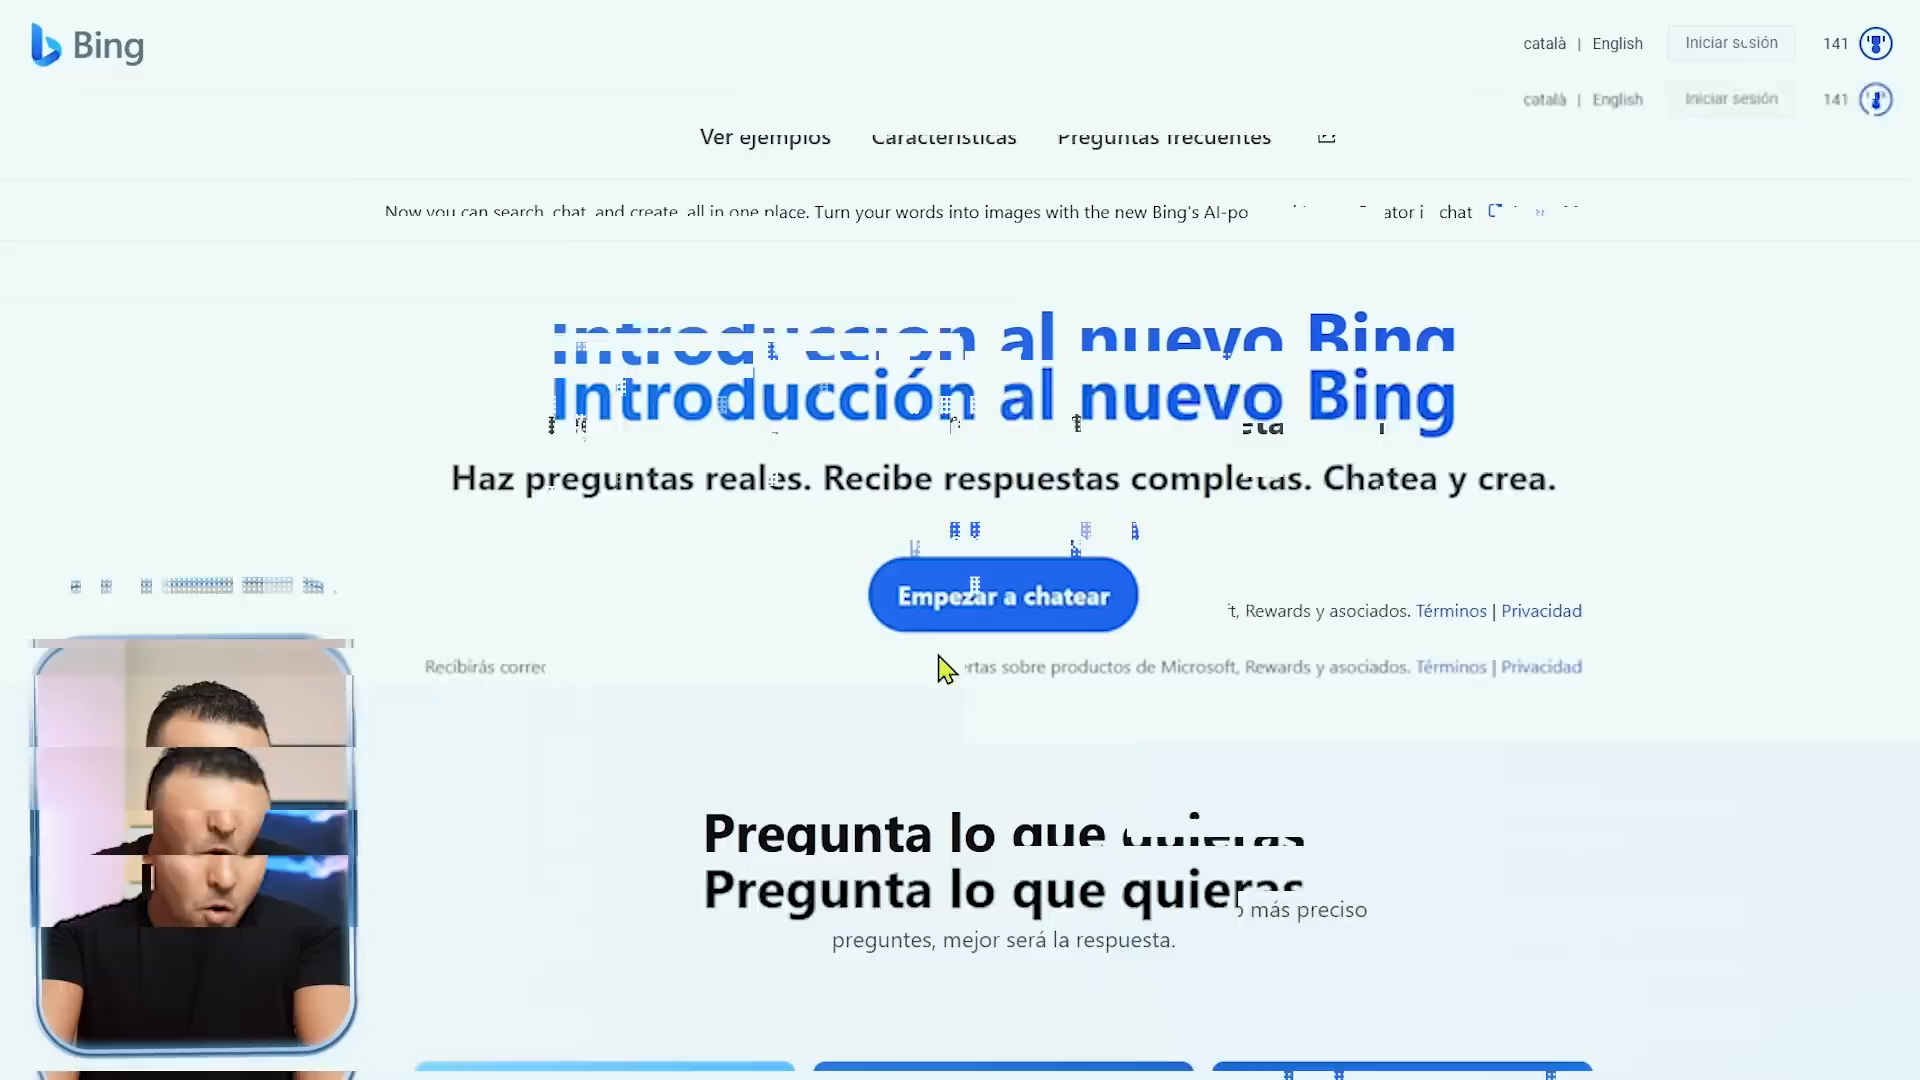 Bing
català | English Iniciar sesión 141
català | English Iniciar sesión 141
Ver ejemplos Características Preguntas frecuentes
Now you can search, chat, and create, all in one place. Turn your words into images with the new Bing's AI-po ator i chat
Introducción al nuevo Bing
Introducción al nuevo Bing
Haz preguntas reales. Recibe respuestas completas. Chatea y crea.
Empezar a chatear
t, Rewards y asociados. Términos | Privacidad
Recibirás correc ertas sobre productos de Microsoft, Rewards y asociados. Términos | Privacidad
Pregunta lo que quieras
Pregunta lo que quieras
o más preciso
preguntes, mejor será la respuesta.